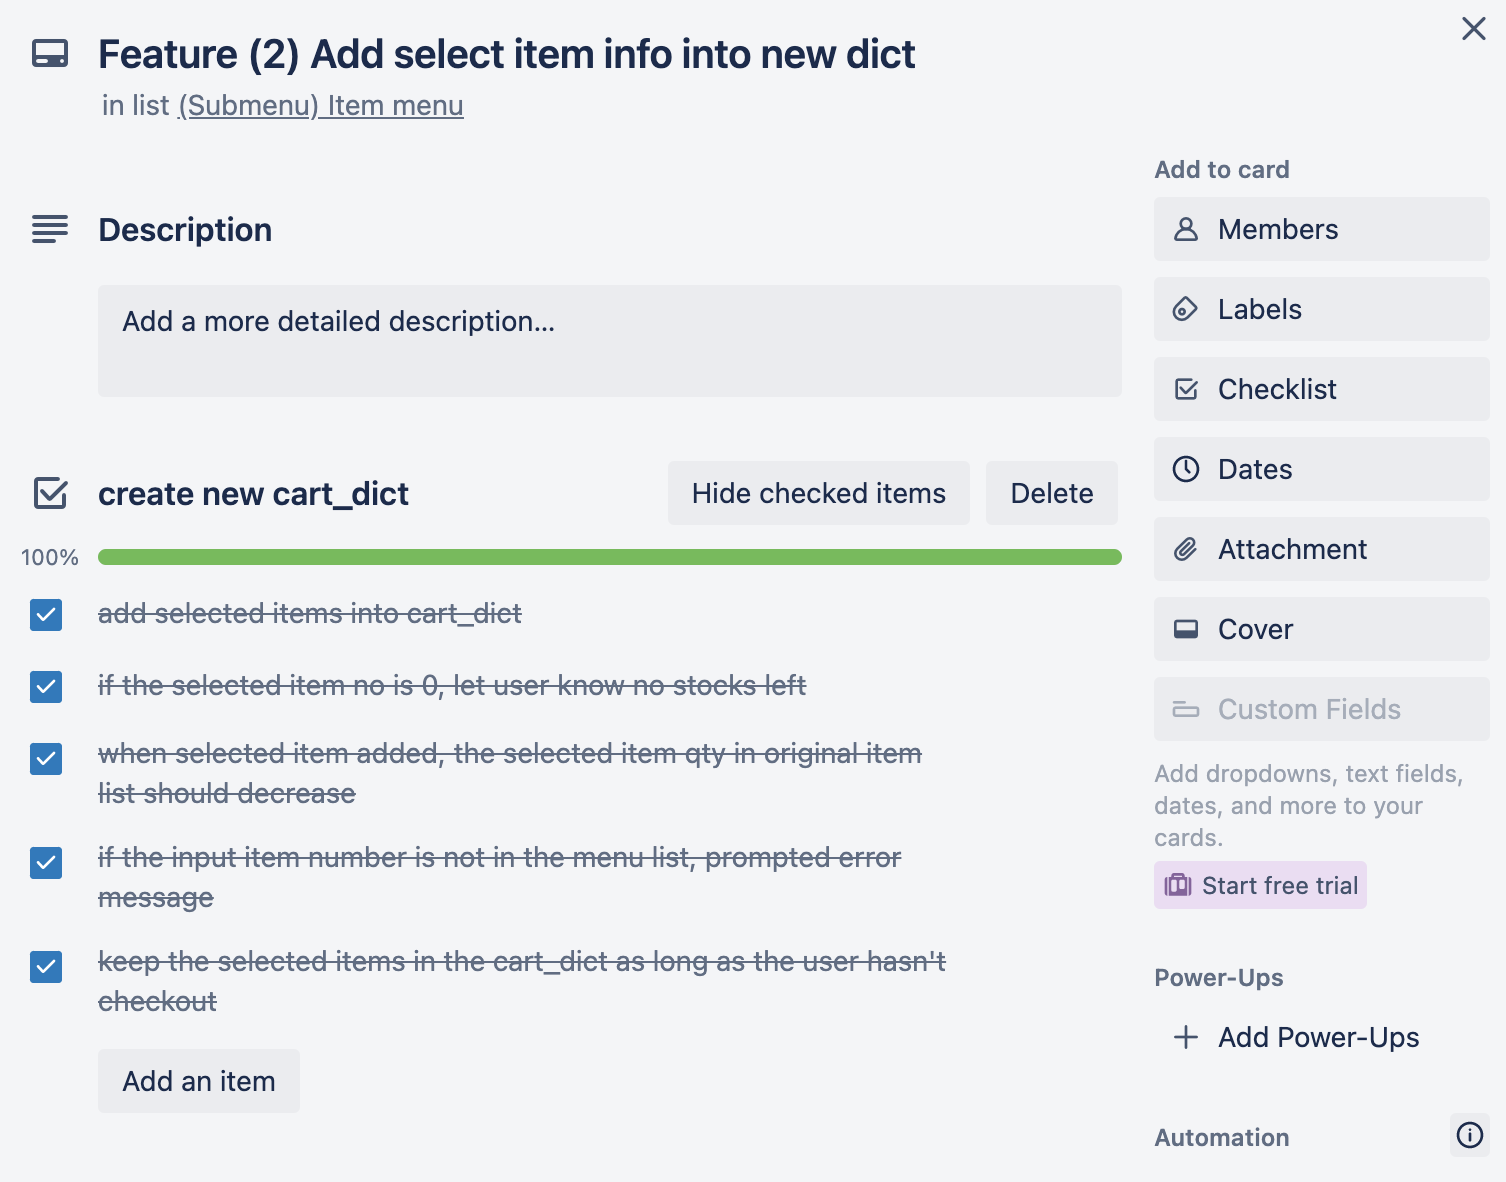 Feature (2) Add select item info into new dict
in list (Submenu) Item menu
Description
Add a more detailed description...
create new cart_dict
Hide checked items
Delete
100%
add selected items into cart_dict
if the selected item no is 0, let user know no stocks left
when selected item added, the selected item qty in original item
list should decrease
if the input item number is not in the menu list, prompted error
message
keep the selected items in the cart_dict as long as the user hasn't
checkout
Add an item
Add to card
Members
Labels
Checklist
Dates
Attachment
Cover
Custom Fields
Add dropdowns, text fields,
dates, and more to your
cards.
Start free trial
Power-Ups
Add Power-Ups
Automation